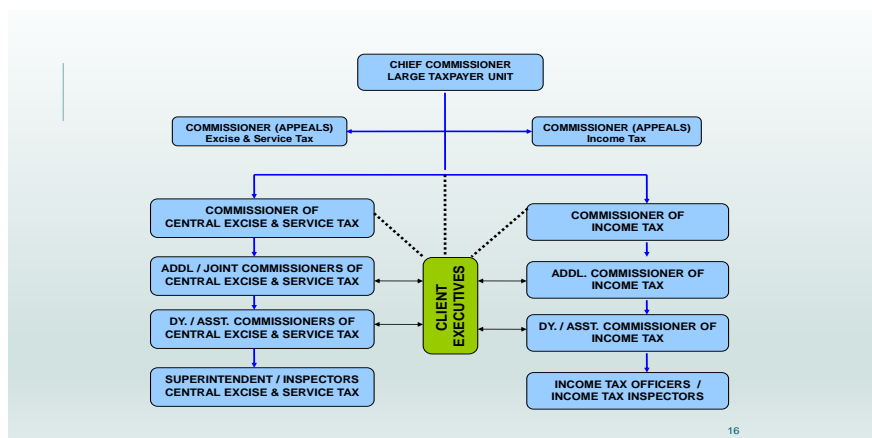 CHIEF COMMISSIONER
LARGE TAXPAYER UNIT
COMMISSIONER (APPEALS)
Excise & Service Tax
COMMISSIONER (APPEALS)
Income Tax
COMMISSIONER OF
CENTRAL EXCISE & SERVICE TAX
COMMISSIONER OF
INCOME TAX
ADDL / JOINT COMMISSIONERS OF
CENTRAL EXCISE & SERVICE TAX
CLIENT
EXECUTIVES
ADDL. COMMISSIONER OF
INCOME TAX
DY. / ASST. COMMISSIONERS OF
CENTRAL EXCISE & SERVICE TAX
DY. / ASST. COMMISSIONER OF
INCOME TAX
SUPERINTENDENT / INSPECTORS
CENTRAL EXCISE & SERVICE TAX
INCOME TAX OFFICERS /
INCOME TAX INSPECTORS
16